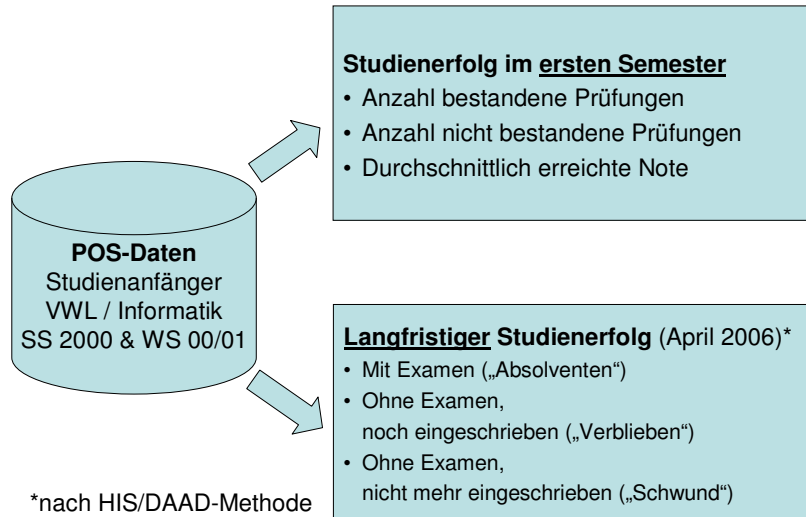 Studienerfolg im ersten Semester
• Anzahl bestandene Prüfungen
• Anzahl nicht bestandene Prüfungen
• Durchschnittlich erreichte Note
POS-Daten
Studienanfänger
VWL / Informatik
SS 2000 & WS 00/01
Langfristiger Studienerfolg (April 2006)*
• Mit Examen („Absolventen“)
• Ohne Examen,
noch eingeschrieben („Verblieben“)
• Ohne Examen,
nicht mehr eingeschrieben („Schwund“)
*nach HIS/DAAD-Methode